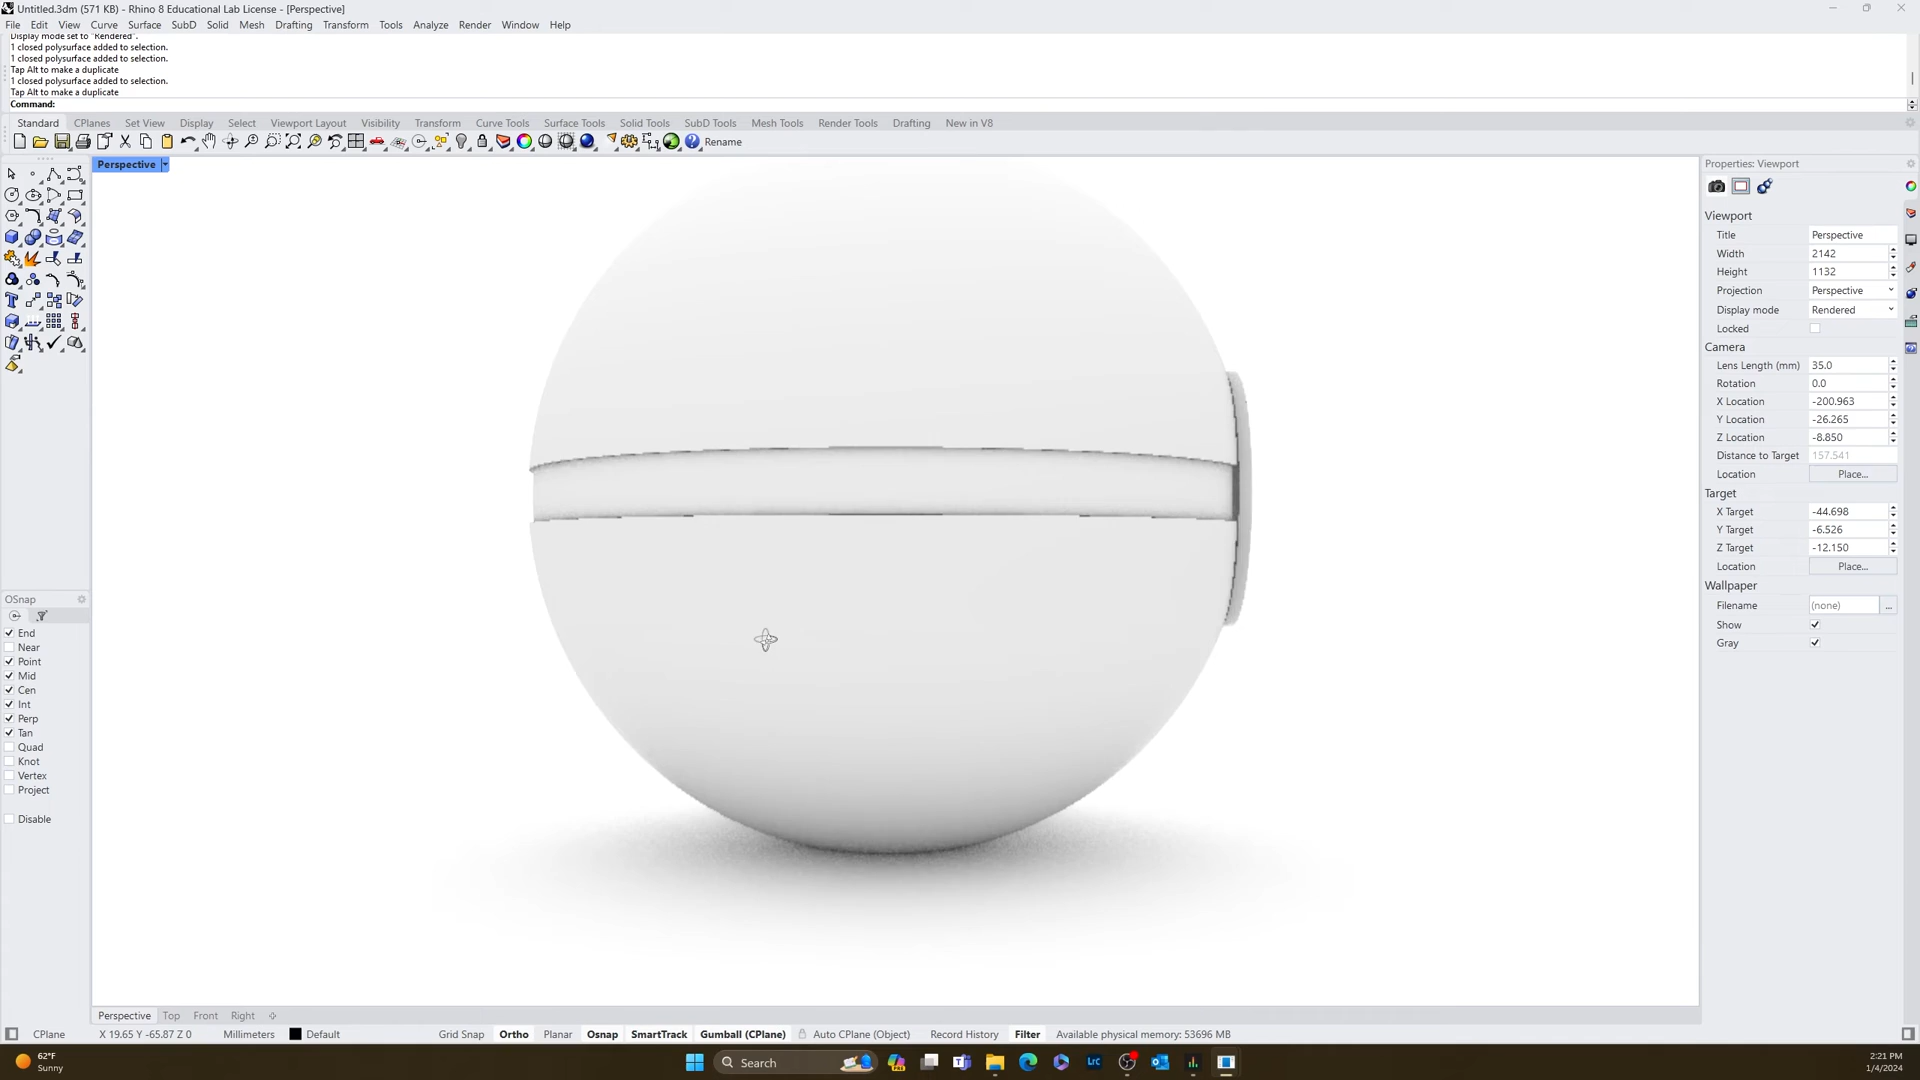 Untitled.3dm (571 KB) - Rhino 8 Educational Lab License - [Perspective]
File Edit View Curve Surface SubD Solid Mesh Drafting Transform Tools Analyze Render Window Help
Display mode set to "Rendered".
1 closed polysurface added to selection.
1 closed polysurface added to selection.
Tap Alt to make a duplicate
1 closed polysurface added to selection.
Tap Alt to make a duplicate
Command:
Standard CPlanes Set View Display Select Viewport Layout Visibility Transform Curve Tools Surface Tools Solid Tools SubD Tools Mesh Tools Render Tools Drafting New in V8
Rename
Perspective
Properties: Viewport
Viewport
Title Perspective
Width 2142
Height 1132
Projection Perspective
Display mode Rendered
Locked
Camera
Lens Length (mm) 35.0
Rotation 0.0
X Location -200.963
Y Location -26.265
Z Location -8.850
Distance to Target 157.541
Location Place...
Target
X Target -44.698
Y Target -6.526
Z Target -12.150
Location Place...
Wallpaper
Filename (none) ...
Show
Gray
OSnap
End
Near
Point
Mid
Cen
Int
Perp
Tan
Quad
Knot
Vertex
Project
Disable
Perspective Top Front Right
CPlane X 19.65 Y -65.87 Z 0 Millimeters Default Grid Snap Ortho Planar Osnap SmartTrack Gumball (CPlane) Auto CPlane (Object) Record History Filter Available physical memory: 53696 MB
62°F
Sunny
Search
LrC
2:21 PM
1/4/2024